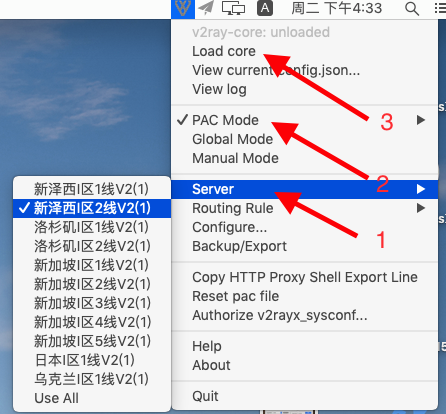 A 周二 下午4:33
v2ray-core: unloaded
Load core
View current config.json...
View log
3
PAC Mode
Global Mode
2
Manual Mode
Server
Routing Rule
1
Configure...
Backup/Export
Copy HTTP Proxy Shell Export Line
Reset pac file
Authorize v2rayx_sysconf...
Help
About
Quit
新泽西I区1线V2(1)
新泽西I区2线V2(1)
洛杉矶I区1线V2(1)
洛杉矶I区2线V2(1)
新加坡I区1线V2(1)
新加坡I区2线V2(1)
新加坡I区3线V2(1)
新加坡I区4线V2(1)
新加坡I区5线V2(1)
日本I区1线V2(1)
乌克兰I区1线V2(1)
Use All